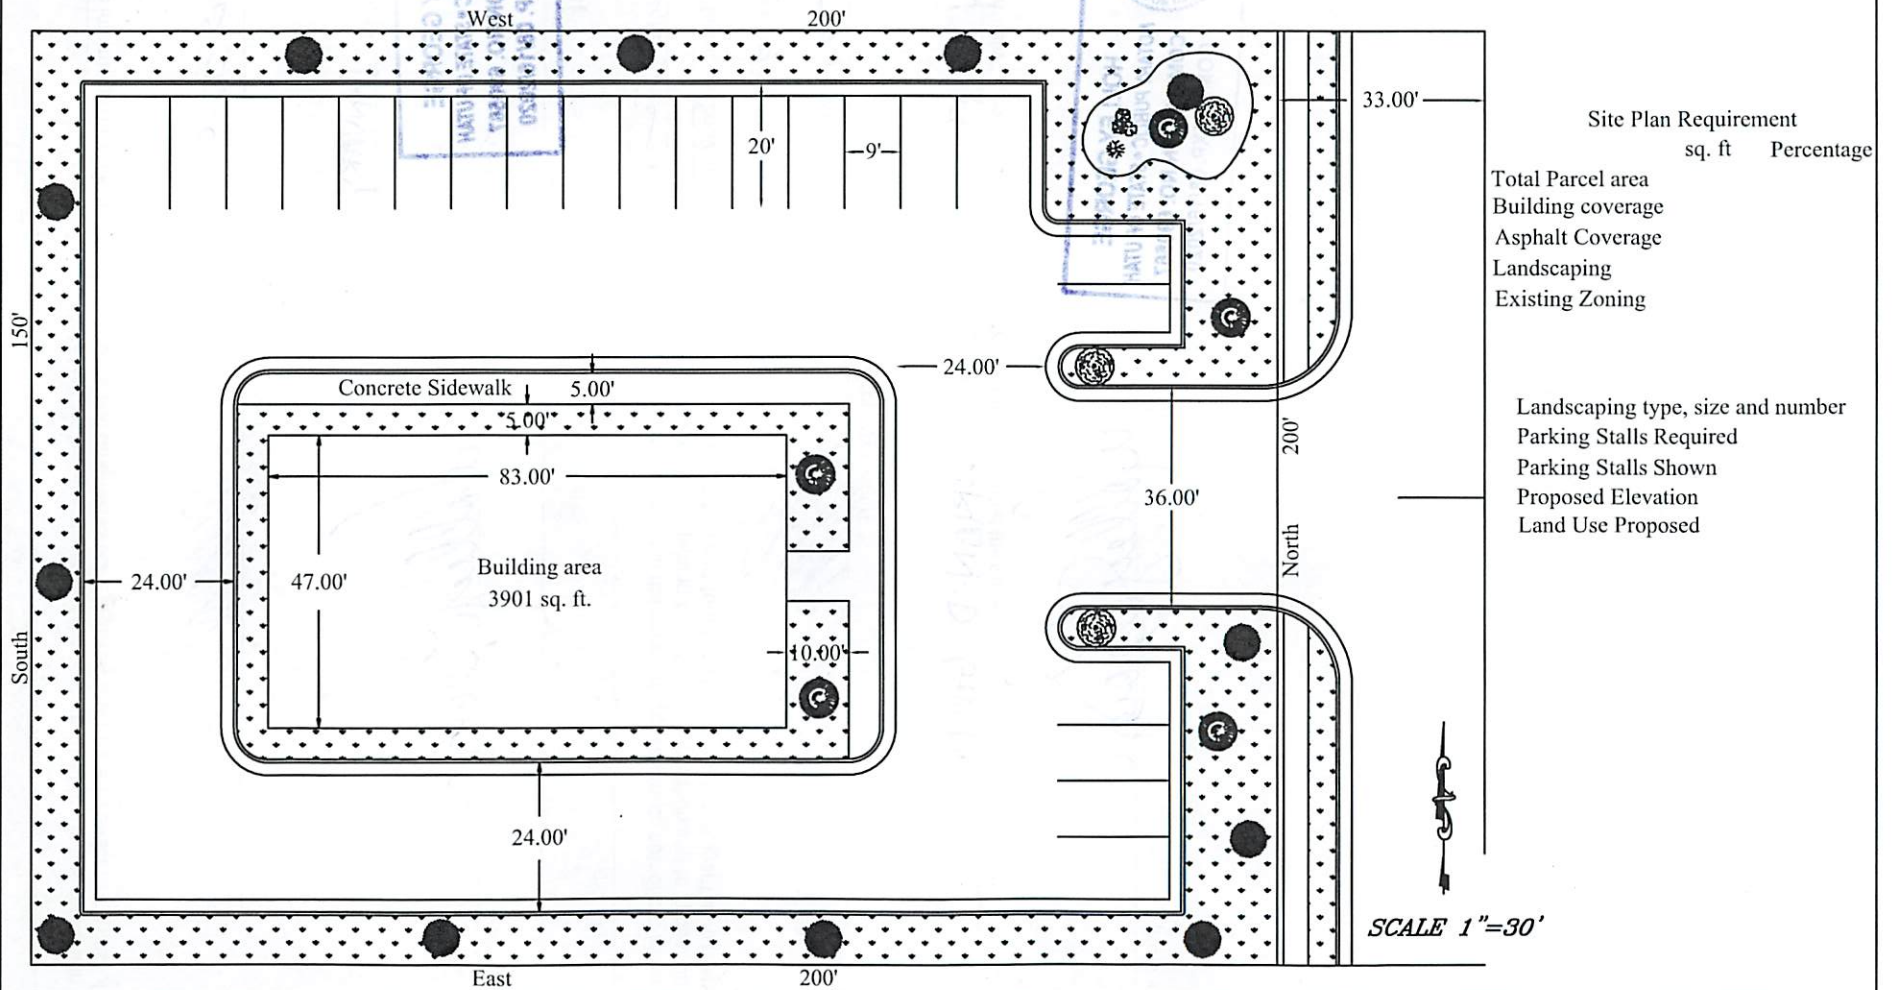 West 200'
33.00'
Site Plan Requirement
sq. ft Percentage
Total Parcel area
Building coverage
Asphalt Coverage
Landscaping
Existing Zoning
20'
9'
150'
South
24.00'
Concrete Sidewalk
5.00'
5.00'
83.00'
47.00'
Building area
3901 sq. ft.
24.00'
10.00'
36.00'
200'
North
Landscaping type, size and number
Parking Stalls Required
Parking Stalls Shown
Proposed Elevation
Land Use Proposed
24.00'
SCALE 1"=30'
East 200'